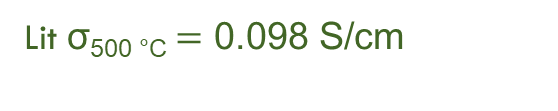 Lit σ500 °C = 0.098 S/cm